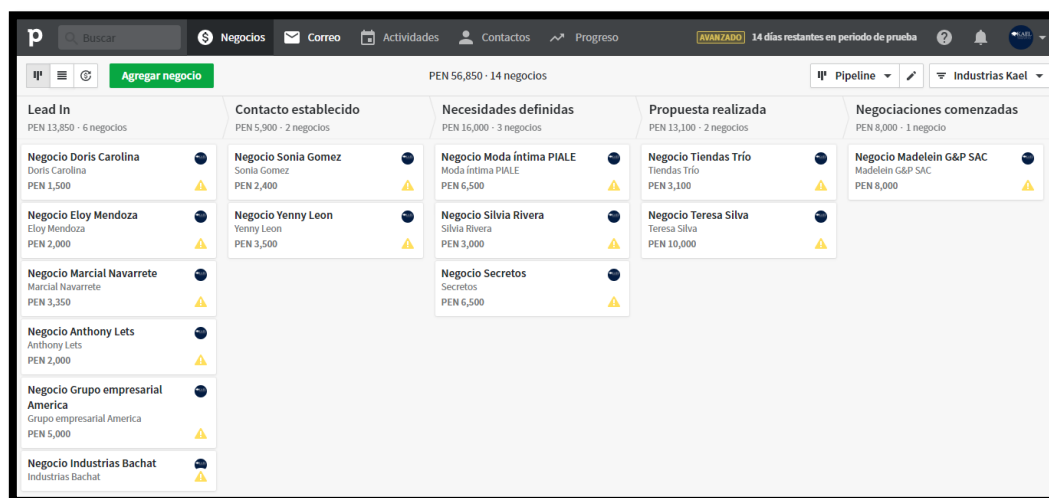 p Buscar Negocios Correo Actividades Contactos Progreso AVANZADO 14 días restantes en periodo de prueba
Agregar negocio PEN 56,850 · 14 negocios Pipeline Industrias Kael
Lead In
PEN 13,850 · 6 negocios
Negocio Doris Carolina
Doris Carolina
PEN 1,500
Negocio Eloy Mendoza
Eloy Mendoza
PEN 2,000
Negocio Marcial Navarrete
Marcial Navarrete
PEN 3,350
Negocio Anthony Lets
Anthony Lets
PEN 2,000
Negocio Grupo empresarial
America
Grupo empresarial America
PEN 5,000
Negocio Industrias Bachat
Industrias Bachat
Contacto establecido
PEN 5,900 · 2 negocios
Negocio Sonia Gomez
Sonia Gomez
PEN 2,400
Negocio Yenny Leon
Yenny Leon
PEN 3,500
Necesidades definidas
PEN 16,000 · 3 negocios
Negocio Moda íntima PIALE
Moda íntima PIALE
PEN 6,500
Negocio Silvia Rivera
Silvia Rivera
PEN 3,000
Negocio Secretos
Secretos
PEN 6,500
Propuesta realizada
PEN 13,100 · 2 negocios
Negocio Tiendas Trío
Tiendas Trío
PEN 3,100
Negocio Teresa Silva
Teresa Silva
PEN 10,000
Negociaciones comenzadas
PEN 8,000 · 1 negocio
Negocio Madelein G&P SAC
Madelein G&P SAC
PEN 8,000